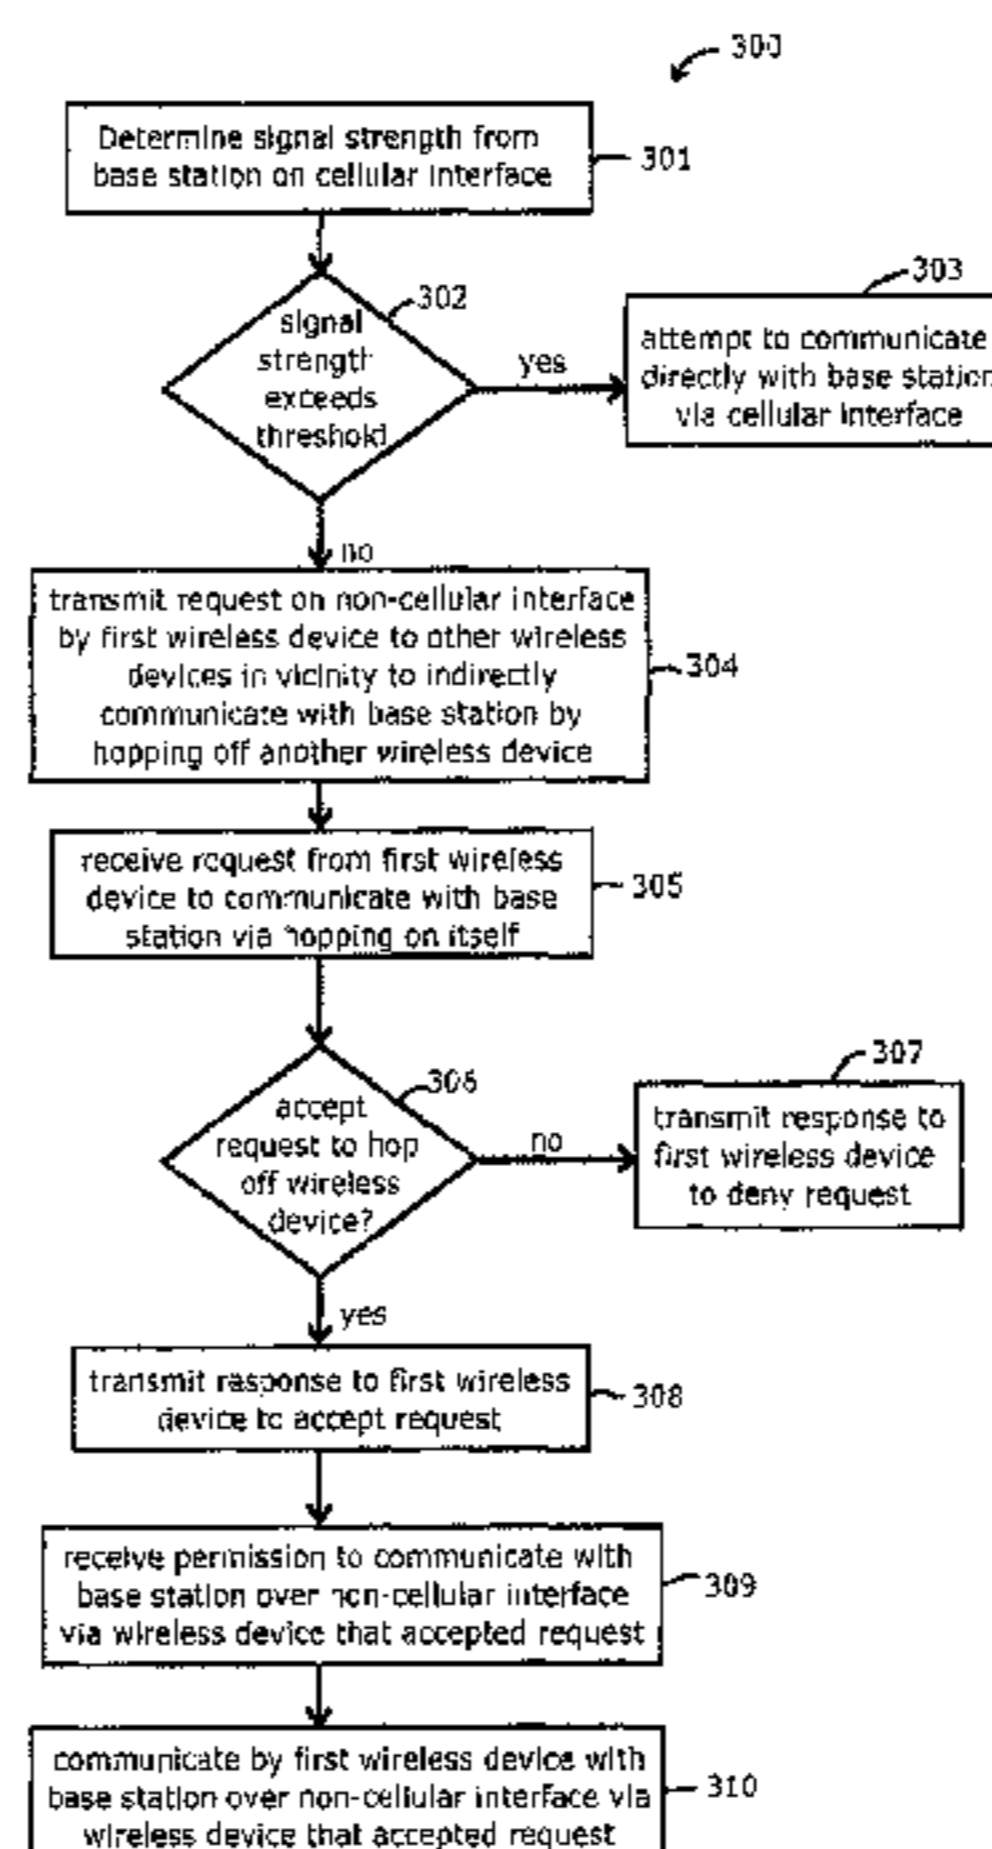 300
Determine signal strength from
base station on cellular interface
301
302
signal
strength
exceeds
threshold
yes
303
attempt to communicate
directly with base station
via cellular interface
no
transmit request on non-cellular interface
by first wireless device to other wireless
devices in vicinity to indirectly
communicate with base station by
hopping off another wireless device
304
receive request from first wireless
device to communicate with base
station via hopping on itself
305
306
accept
request to hop
off wireless
device?
no
307
transmit response to
first wireless device
to deny request
yes
transmit response to first wireless
device to accept request
308
receive permission to communicate with
base station over non-cellular interface
via wireless device that accepted request
309
communicate by first wireless device with
base station over non-cellular interface via
wireless device that accepted request
310